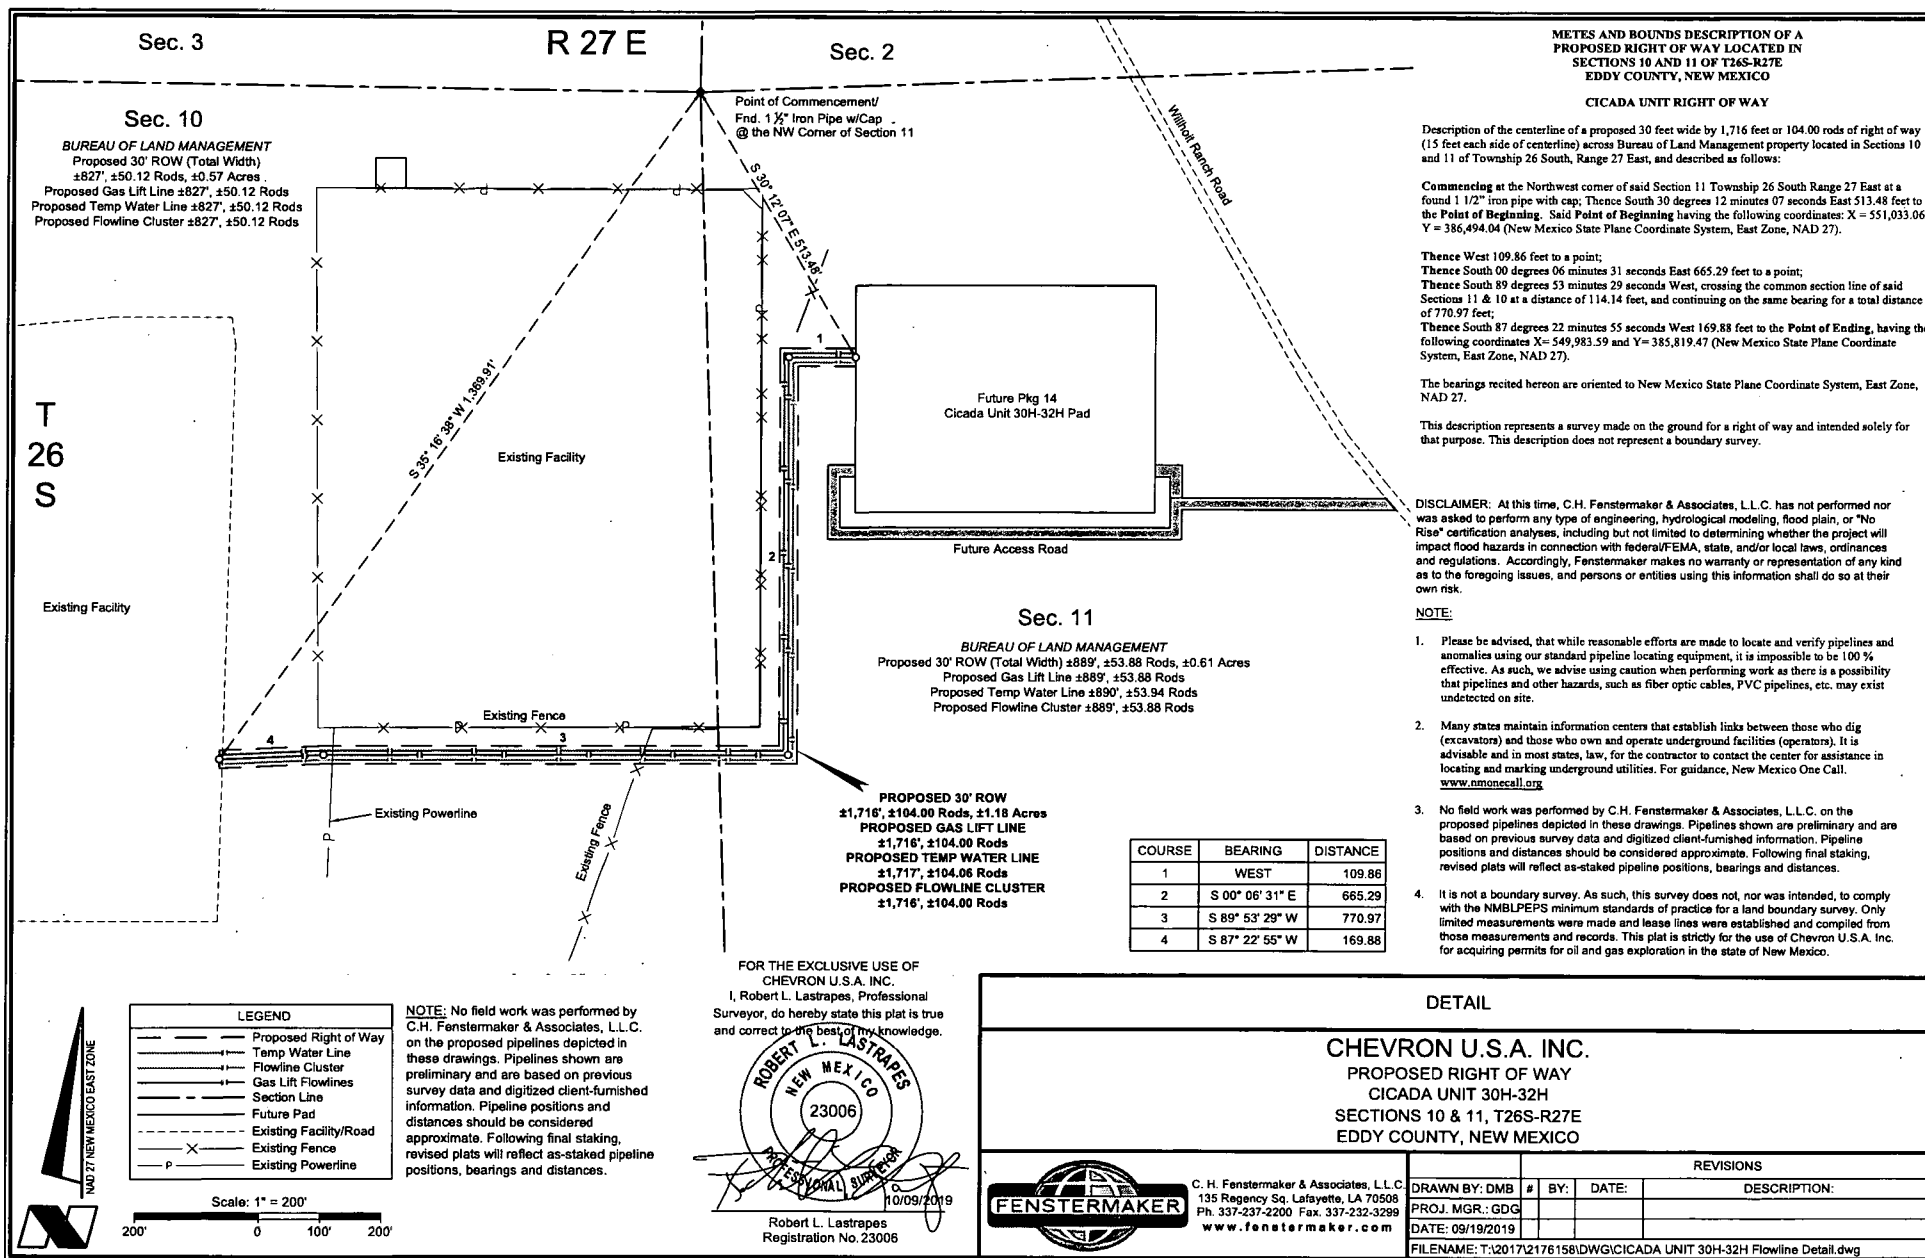 Sec. 3
R 27 E
Sec. 2
Point of Commencement/
Fnd. 1 ½" Iron Pipe w/Cap
@ the NW Corner of Section 11
Sec. 10
BUREAU OF LAND MANAGEMENT
Proposed 30' ROW (Total Width)
±827', ±50.12 Rods, ±0.57 Acres
Proposed Gas Lift Line ±827', ±50.12 Rods
Proposed Temp Water Line ±827', ±50.12 Rods
Proposed Flowline Cluster ±827', ±50.12 Rods
S 30° 12' 07" E 513.48'
Willhoit Ranch Road
S 35° 16' 38" W 1,369.91'
T
26
S
Existing Facility
Existing Facility
1
2
3
4
Future Pkg 14
Cicada Unit 30H-32H Pad
Future Access Road
Sec. 11
BUREAU OF LAND MANAGEMENT
Proposed 30' ROW (Total Width) ±889', ±53.88 Rods, ±0.61 Acres
Proposed Gas Lift Line ±889', ±53.88 Rods
Proposed Temp Water Line ±890', ±53.94 Rods
Proposed Flowline Cluster ±889', ±53.88 Rods
Existing Fence
Existing Powerline
Existing Fence
P
P
P
P
P
P
PROPOSED 30' ROW
±1,716', ±104.00 Rods, ±1.18 Acres
PROPOSED GAS LIFT LINE
±1,716', ±104.00 Rods
PROPOSED TEMP WATER LINE
±1,717', ±104.06 Rods
PROPOSED FLOWLINE CLUSTER
±1,716', ±104.00 Rods
COURSE BEARING DISTANCE
1 WEST 109.86
2 S 00° 06' 31" E 665.29
3 S 89° 53' 29" W 770.97
4 S 87° 22' 55" W 169.88
METES AND BOUNDS DESCRIPTION OF A
PROPOSED RIGHT OF WAY LOCATED IN
SECTIONS 10 AND 11 OF T26S-R27E
EDDY COUNTY, NEW MEXICO
CICADA UNIT RIGHT OF WAY
Description of the centerline of a proposed 30 feet wide by 1,716 feet or 104.00 rods of right of way
(15 feet each side of centerline) across Bureau of Land Management property located in Sections 10
and 11 of Township 26 South, Range 27 East, and described as follows:
Commencing at the Northwest corner of said Section 11 Township 26 South Range 27 East at a
found 1 1/2" iron pipe with cap; Thence South 30 degrees 12 minutes 07 seconds East 513.48 feet to
the Point of Beginning. Said Point of Beginning having the following coordinates: X = 551,033.06
Y = 386,494.04 (New Mexico State Plane Coordinate System, East Zone, NAD 27).
Thence West 109.86 feet to a point;
Thence South 00 degrees 06 minutes 31 seconds East 665.29 feet to a point;
Thence South 89 degrees 53 minutes 29 seconds West, crossing the common section line of said
Sections 11 & 10 at a distance of 114.14 feet, and continuing on the same bearing for a total distance
of 770.97 feet;
Thence South 87 degrees 22 minutes 55 seconds West 169.88 feet to the Point of Ending, having the
following coordinates X= 549,983.59 and Y= 385,819.47 (New Mexico State Plane Coordinate
System, East Zone, NAD 27).
The bearings recited hereon are oriented to New Mexico State Plane Coordinate System, East Zone,
NAD 27.
This description represents a survey made on the ground for a right of way and intended solely for
that purpose. This description does not represent a boundary survey.
DISCLAIMER: At this time, C.H. Fenstermaker & Associates, L.L.C. has not performed nor
was asked to perform any type of engineering, hydrological modeling, flood plain, or "No
Rise" certification analyses, including but not limited to determining whether the project will
impact flood hazards in connection with federal/FEMA, state, and/or local laws, ordinances
and regulations. Accordingly, Fenstermaker makes no warranty or representation of any kind
as to the foregoing issues, and persons or entities using this information shall do so at their
own risk.
NOTE:
1. Please be advised, that while reasonable efforts are made to locate and verify pipelines and
anomalies using our standard pipeline locating equipment, it is impossible to be 100 %
effective. As such, we advise using caution when performing work as there is a possibility
that pipelines and other hazards, such as fiber optic cables, PVC pipelines, etc. may exist
undetected on site.
2. Many states maintain information centers that establish links between those who dig
(excavators) and those who own and operate underground facilities (operators). It is
advisable and in most states, law, for the contractor to contact the center for assistance in
locating and marking underground utilities. For guidance, New Mexico One Call.
www.nmonecall.org
3. No field work was performed by C.H. Fenstermaker & Associates, L.L.C. on the
proposed pipelines depicted in these drawings. Pipelines shown are preliminary and are
based on previous survey data and digitized client-furnished information. Pipeline
positions and distances should be considered approximate. Following final staking,
revised plats will reflect as-staked pipeline positions, bearings and distances.
4. It is not a boundary survey. As such, this survey does not, nor was intended, to comply
with the NMBLPEPS minimum standards of practice for a land boundary survey. Only
limited measurements were made and lease lines were established and compiled from
those measurements and records. This plat is strictly for the use of Chevron U.S.A. Inc.
for acquiring permits for oil and gas exploration in the state of New Mexico.
NAD 27 NEW MEXICO EAST ZONE
LEGEND
Proposed Right of Way
Temp Water Line
Flowline Cluster
Gas Lift Flowlines
Section Line
Future Pad
Existing Facility/Road
Existing Fence
P Existing Powerline
Scale: 1" = 200'
200' 0 100' 200'
NOTE: No field work was performed by
C.H. Fenstermaker & Associates, L.L.C.
on the proposed pipelines depicted in
these drawings. Pipelines shown are
preliminary and are based on previous
survey data and digitized client-furnished
information. Pipeline positions and
distances should be considered
approximate. Following final staking,
revised plats will reflect as-staked pipeline
positions, bearings and distances.
FOR THE EXCLUSIVE USE OF
CHEVRON U.S.A. INC.
I, Robert L. Lastrapes, Professional
Surveyor, do hereby state this plat is true
and correct to the best of my knowledge.
ROBERT L. LASTRAPES
NEW MEXICO
23006
PROFESSIONAL SURVEYOR
10/09/2019
Robert L. Lastrapes
Registration No. 23006
DETAIL
CHEVRON U.S.A. INC.
PROPOSED RIGHT OF WAY
CICADA UNIT 30H-32H
SECTIONS 10 & 11, T26S-R27E
EDDY COUNTY, NEW MEXICO
FENSTERMAKER
C. H. Fenstermaker & Associates, L.L.C.
135 Regency Sq. Lafayette, LA 70508
Ph. 337-237-2200 Fax. 337-232-3299
www.fenstermaker.com
REVISIONS
DRAWN BY: DMB # BY: DATE: DESCRIPTION:
PROJ. MGR.: GDG
DATE: 09/19/2019
FILENAME: T:\2017\2176158\DWG\CICADA UNIT 30H-32H Flowline Detail.dwg